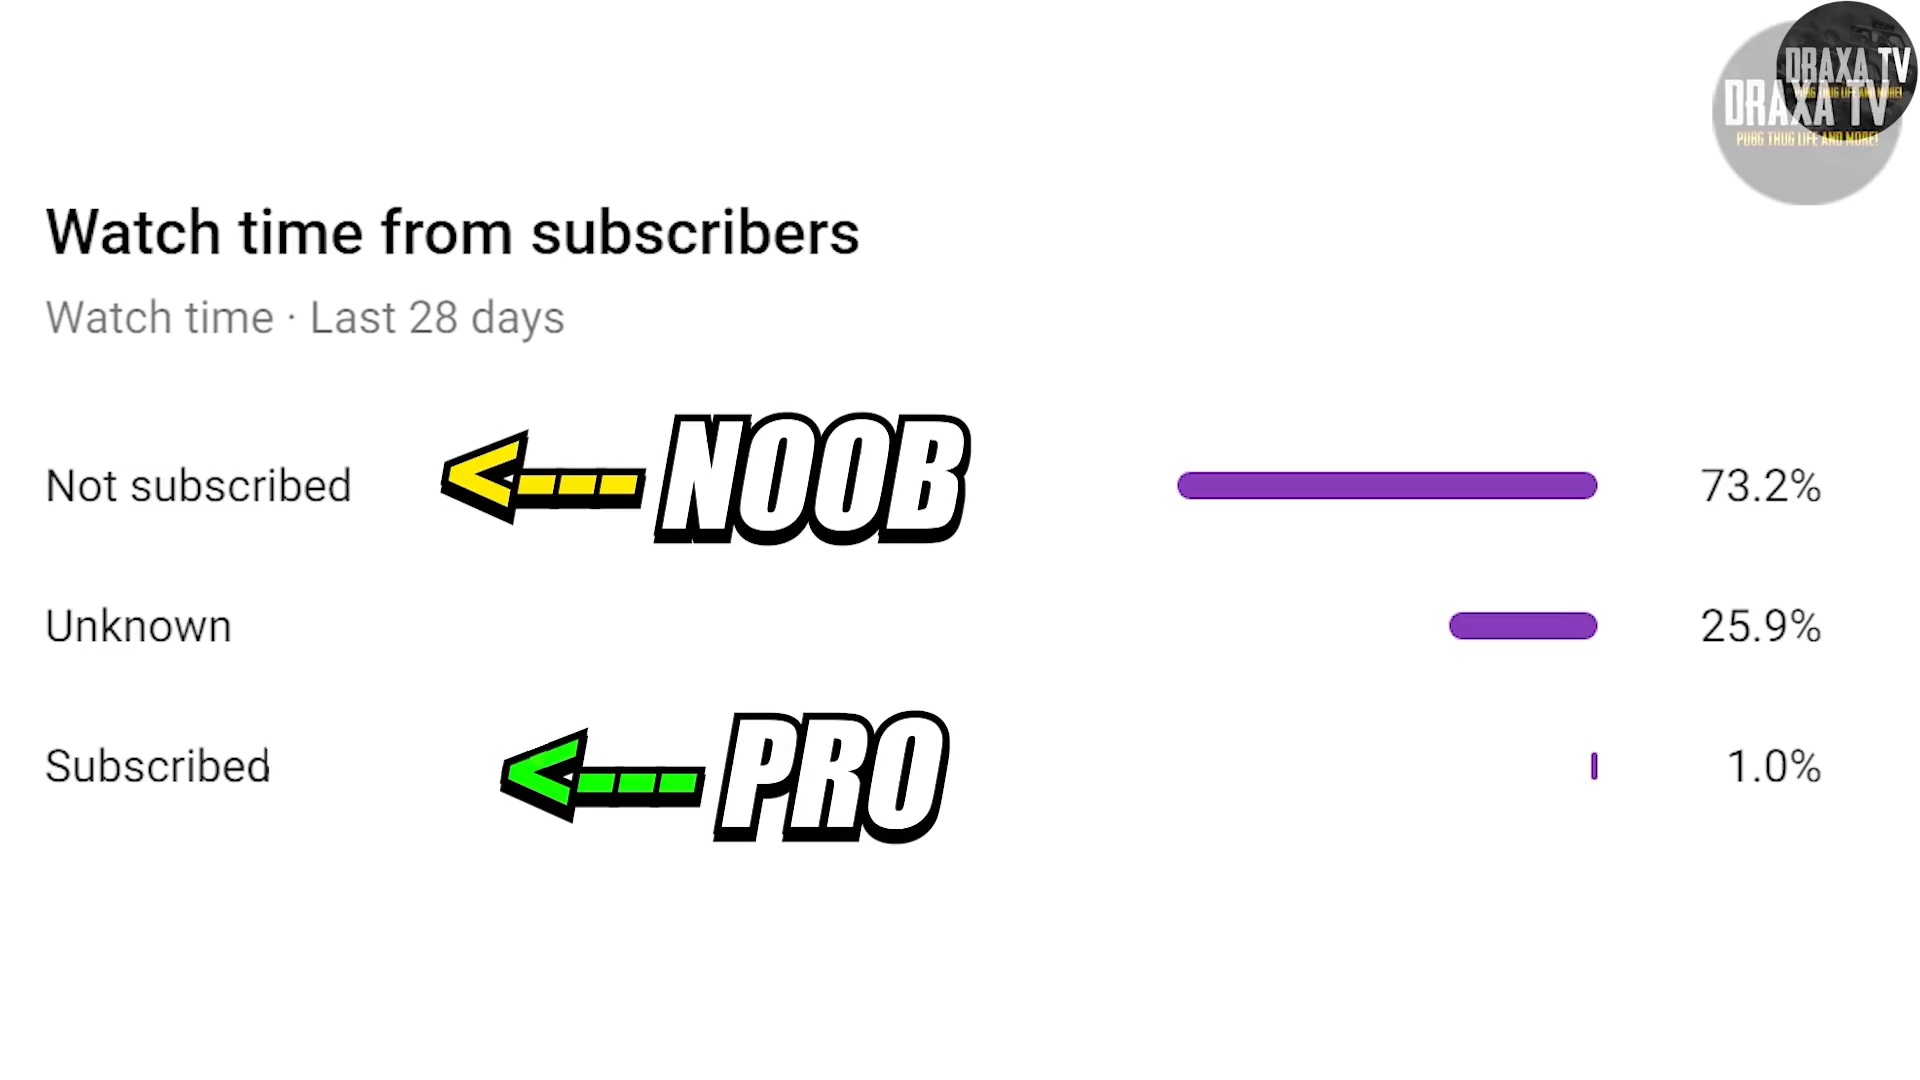 DRAXA TV
DRAXA TV
PUBG THUG LIFE AND MORE!
Watch time from subscribers
Watch time · Last 28 days
Not subscribed NOOB 73.2%
Unknown 25.9%
Subscribed PRO 1.0%